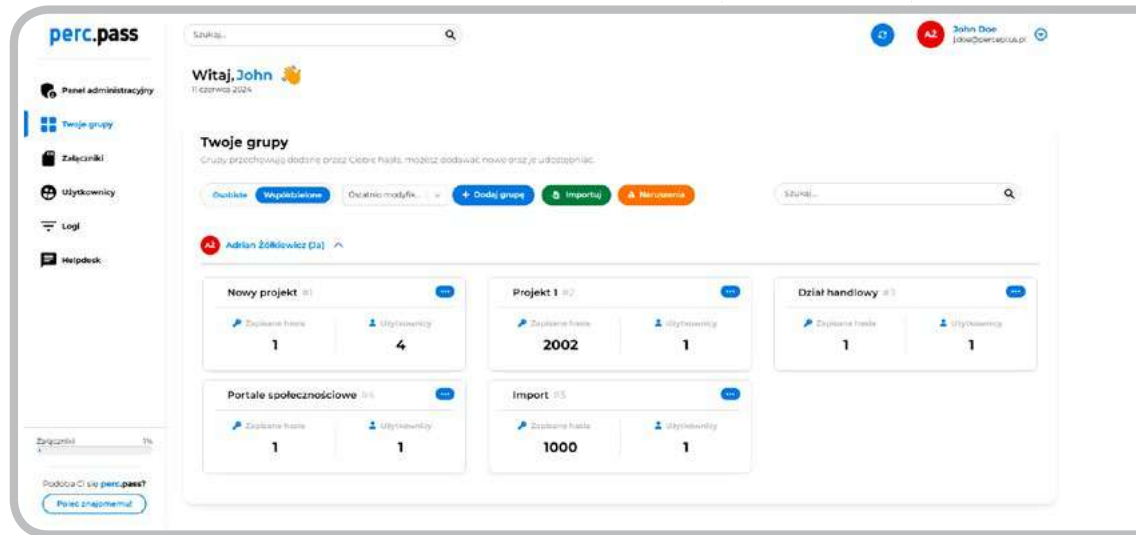 perc.pass
Szukaj...
AŻ
John Doe
Witaj, John 👋
11 czerwca 2024
Panel administracyjny
Twoje grupy
Załączniki
Użytkownicy
Logi
Helpdesk
Twoje grupy
Grupy przechowują dodane przez Ciebie hasła, możesz dodawać nowe oraz je udostępniać.
Osobiste Współdzielone Ostatnio modyfik... + Dodaj grupę Importuj Naruszenia Szukaj...
AŻ Adrian Żółkiewicz (Ja)
Nowy projekt #1
Zapisane hasła Użytkownicy
1 4
Projekt 1 #2
Zapisane hasła Użytkownicy
2002 1
Dział handlowy #3
Zapisane hasła Użytkownicy
1 1
Portale społecznościowe
Zapisane hasła Użytkownicy
1 1
Import
Zapisane hasła Użytkownicy
1000 1
Załączniki 1%
Podoba Ci się perc.pass?
Poleć znajomemu!